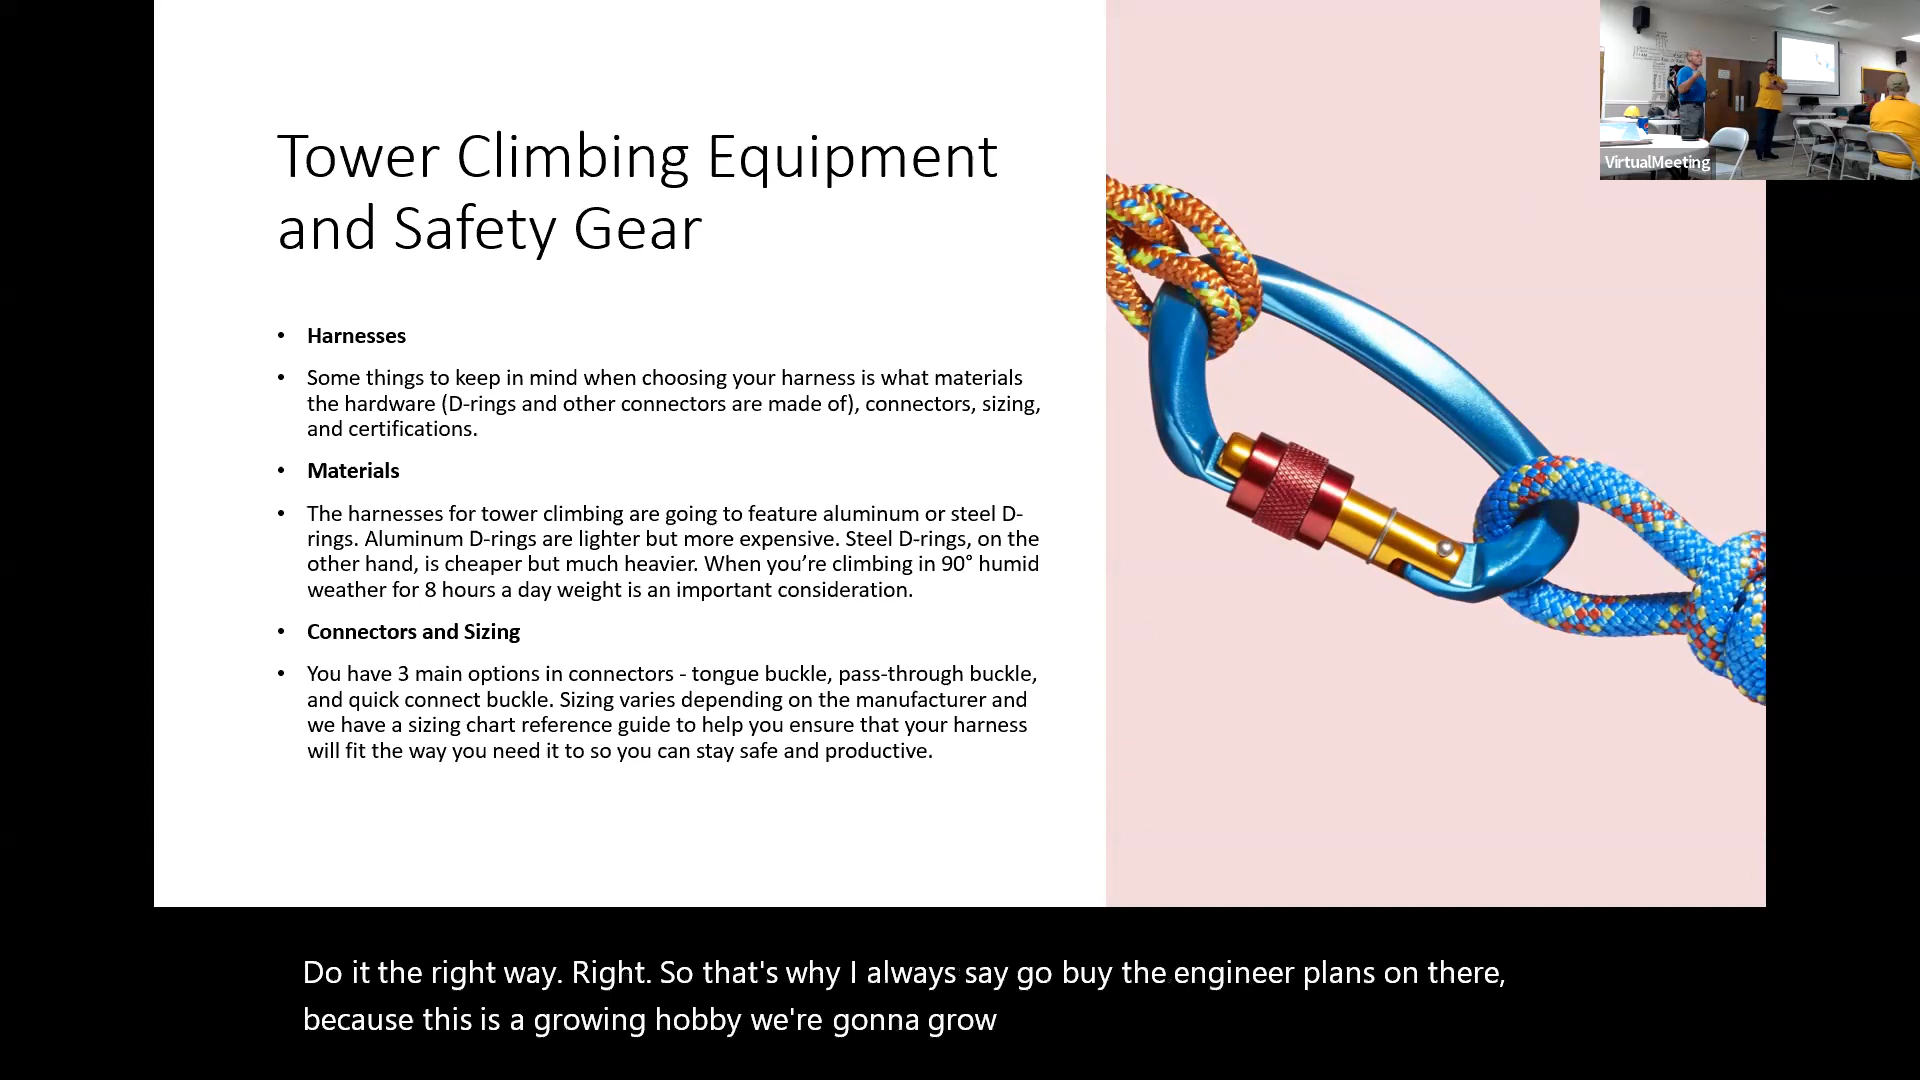 Tower Climbing Equipment
and Safety Gear
• Harnesses
• Some things to keep in mind when choosing your harness is what materials
the hardware (D-rings and other connectors are made of), connectors, sizing,
and certifications.
• Materials
• The harnesses for tower climbing are going to feature aluminum or steel D-
rings. Aluminum D-rings are lighter but more expensive. Steel D-rings, on the
other hand, is cheaper but much heavier. When you’re climbing in 90° humid
weather for 8 hours a day weight is an important consideration.
• Connectors and Sizing
• You have 3 main options in connectors - tongue buckle, pass-through buckle,
and quick connect buckle. Sizing varies depending on the manufacturer and
we have a sizing chart reference guide to help you ensure that your harness
will fit the way you need it to so you can stay safe and productive.
VirtualMeeting
Do it the right way. Right. So that's why I always say go buy the engineer plans on there,
because this is a growing hobby we're gonna grow